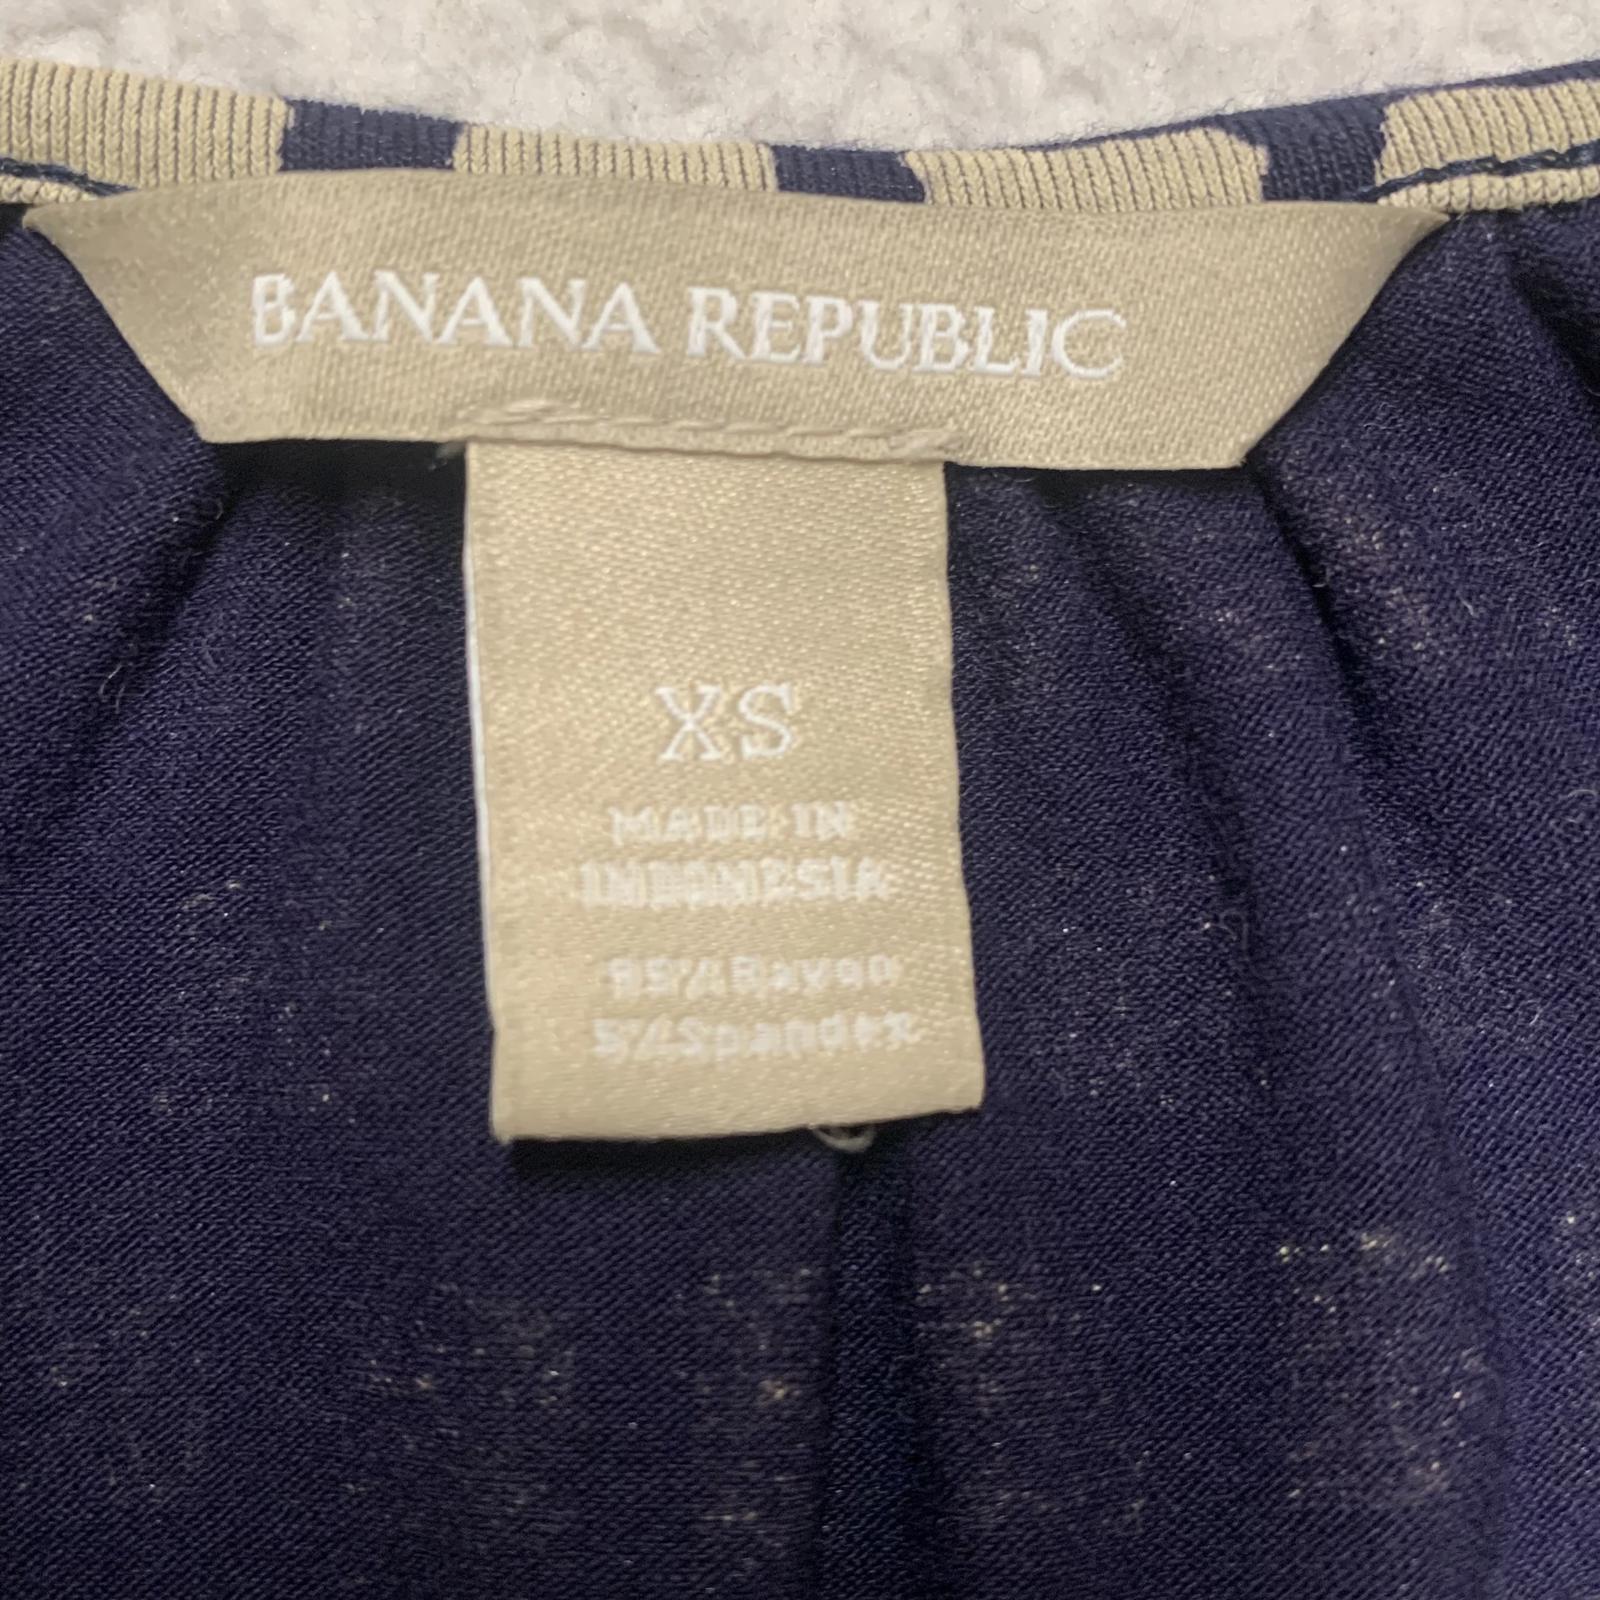 BANANA REPUBLIC
XS
MADE IN
INDONESIA
95% Rayon
5% Spandex